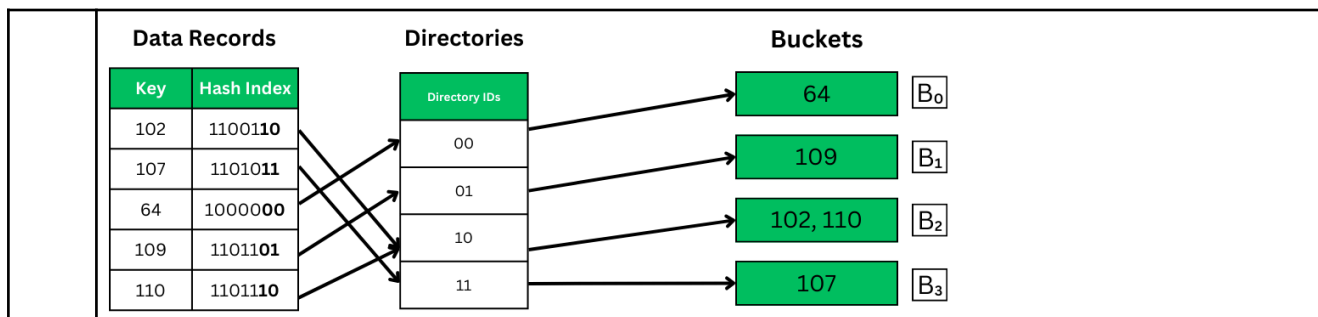 Data Records Directories Buckets
Key Hash Index
102 1100110
107 1101011
64 1000000
109 1101101
110 1101110
Directory IDs
00
01
10
11
64 B₀
109 B₁
102, 110 B₂
107 B₃